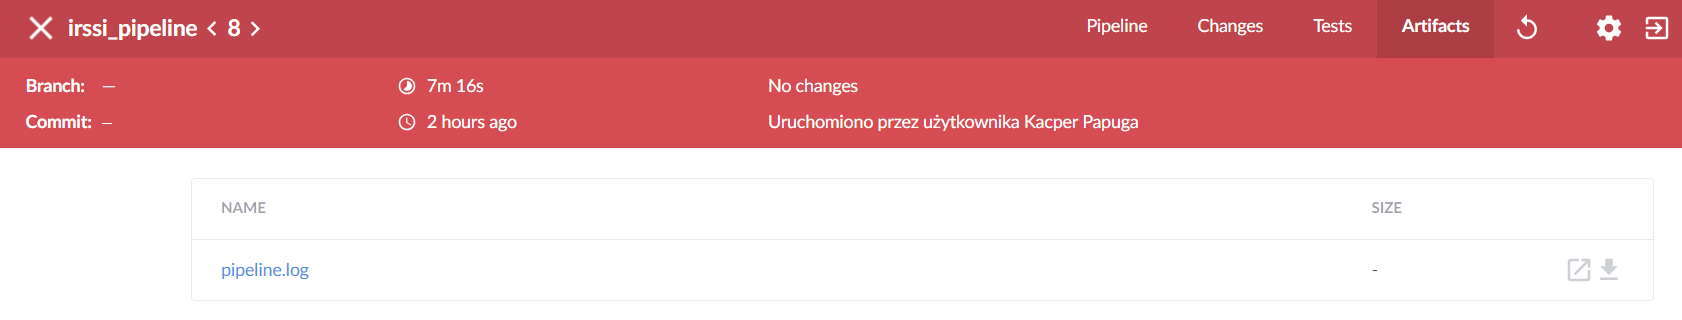 irssi_pipeline < 8 > Pipeline Changes Tests Artifacts
Branch: — 7m 16s No changes
Commit: – 2 hours ago Uruchomiono przez użytkownika Kacper Papuga
NAME SIZE
pipeline.log -